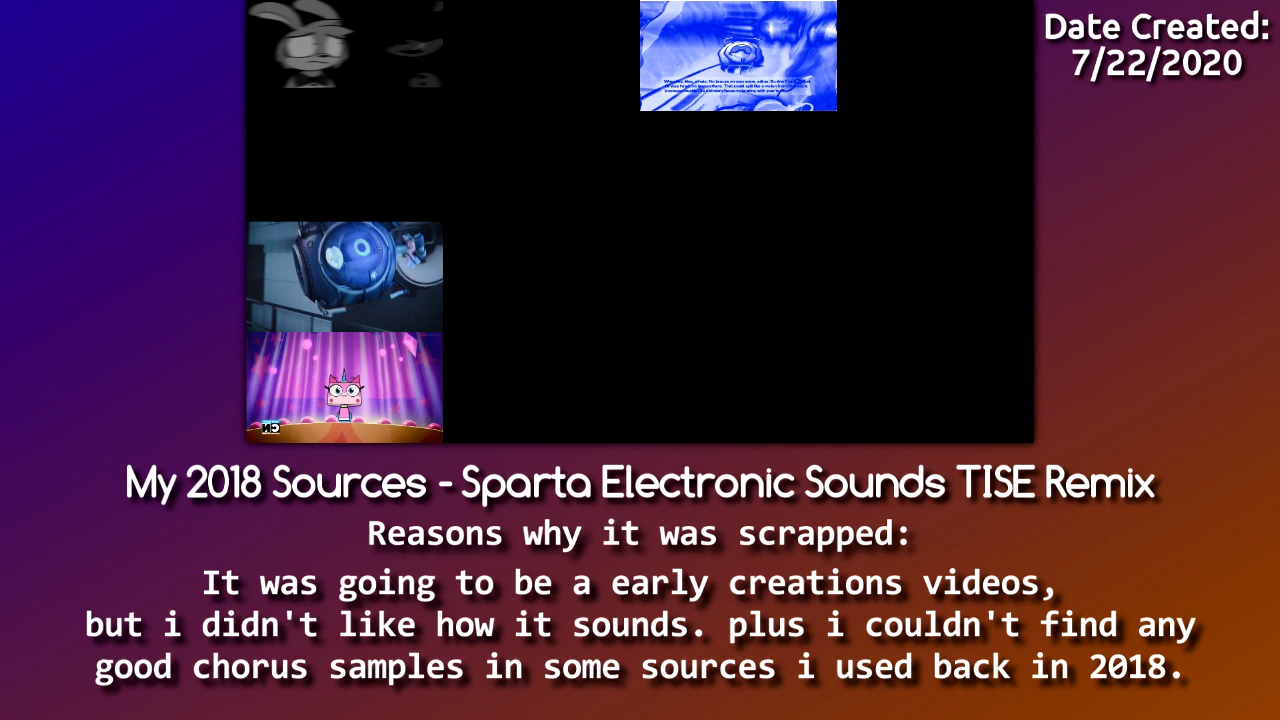 Date Created:
7/22/2020
My 2018 Sources - Sparta Electronic Sounds TISE Remix
Reasons why it was scrapped:
It was going to be a early creations videos,
but i didn't like how it sounds. plus i couldn't find any
good chorus samples in some sources i used back in 2018.